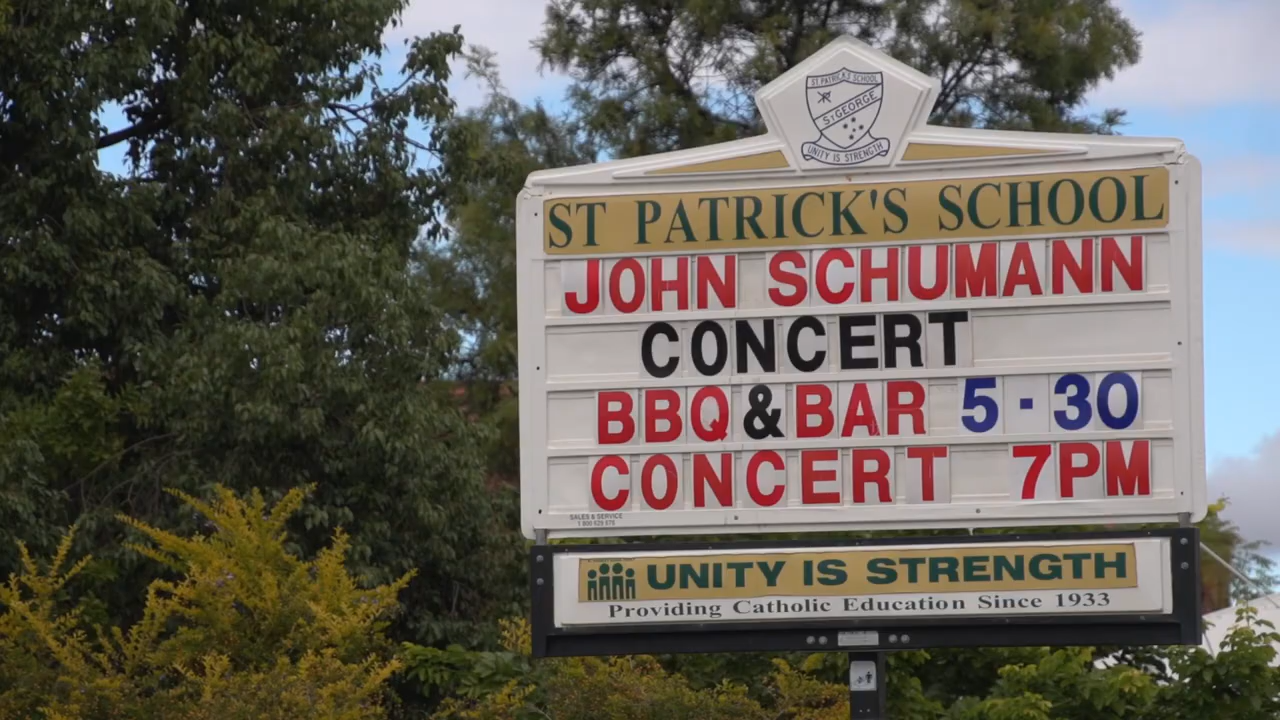 ST PATRICK'S SCHOOL
ST GEORGE
UNITY IS STRENGTH
ST PATRICK'S SCHOOL
JOHN SCHUMANN
CONCERT
BBQ & BAR 5-30
CONCERT 7PM
SALES & SERVICE
UNITY IS STRENGTH
Providing Catholic Education Since 1933